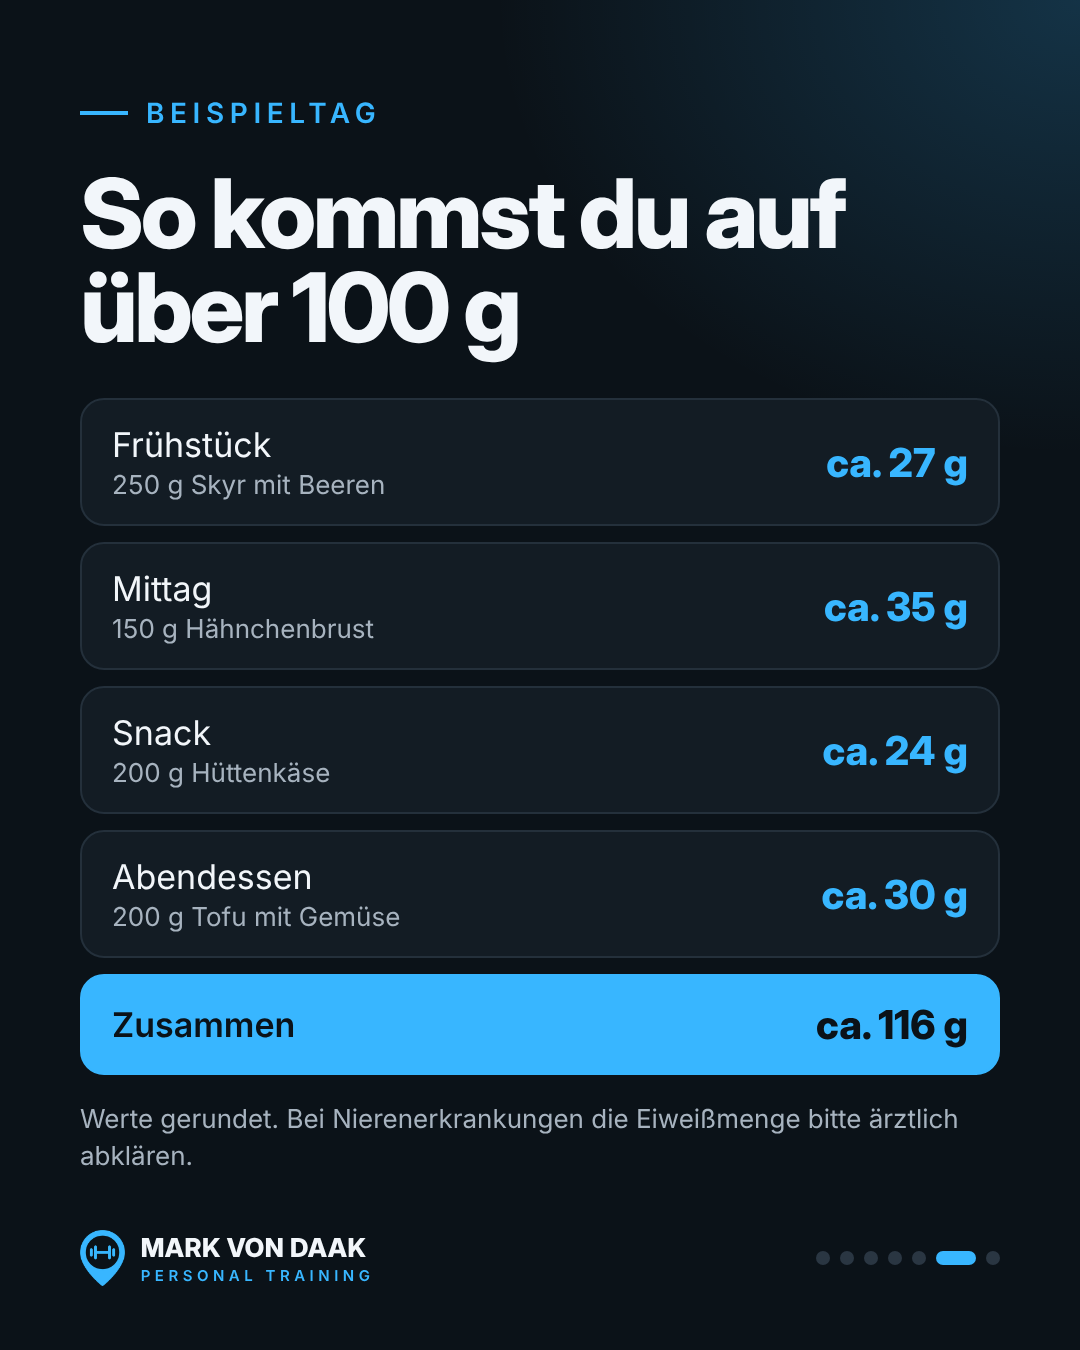 BEISPIELTAG
So kommst du auf
über 100 g
Frühstück
250 g Skyr mit Beeren
ca. 27 g
Mittag
150 g Hähnchenbrust
ca. 35 g
Snack
200 g Hüttenkäse
ca. 24 g
Abendessen
200 g Tofu mit Gemüse
ca. 30 g
Zusammen
ca. 116 g
Werte gerundet. Bei Nierenerkrankungen die Eiweißmenge bitte ärztlich
abklären.
MARK VON DAAK
PERSONAL TRAINING